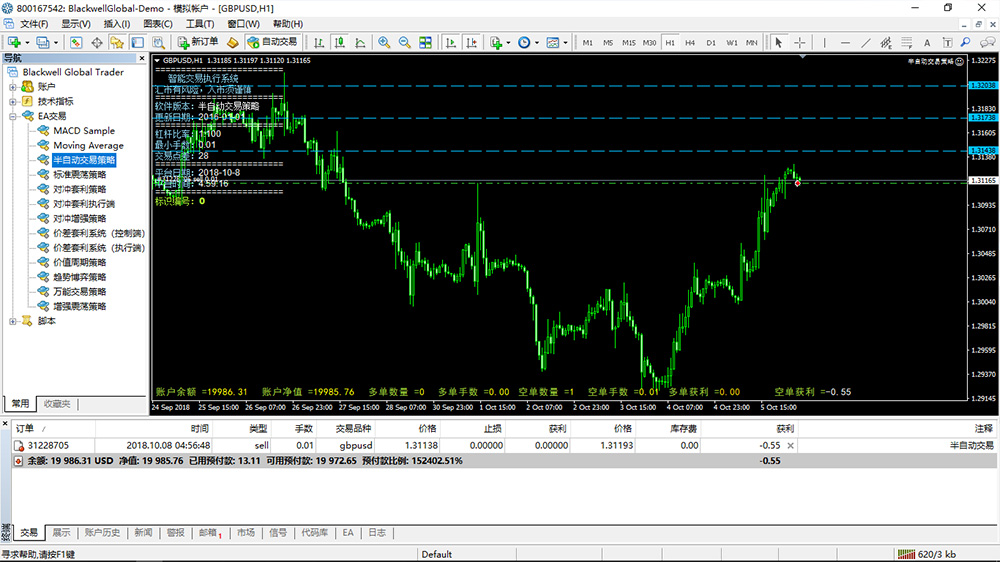 800167542: BlackwellGlobal-Demo - 模拟帐户 - [GBPUSD,H1]
文件(F) 显示(V) 插入(I) 图表(C) 工具(T) 窗口(W) 帮助(H)
新订单 自动交易 M1 M5 M15 M30 H1 H4 D1 W1 MN
导航
Blackwell Global Trader
账户
技术指标
EA交易
MACD Sample
Moving Average
半自动交易策略
标准震荡策略
对冲套利策略
对冲套利执行端
对冲增强策略
价差套利系统（控制端）
价差套利系统（执行端）
价值周期策略
趋势博弈策略
万能交易策略
增强震荡策略
脚本
常用 收藏夹
GBPUSD,H1 1.31185 1.31197 1.31120 1.31165
半自动交易策略
智能交易执行系统
汇市有风险，入市须谨慎
软件版本：半自动交易策略
更新日期：2016-01-01
杠杆比率：1:100
最小手数：0.01
交易点差：28
平台日期：2018-10-8
平台时间：4:59:16
标识编号：0
1.32275
1.32038
1.31830
1.31738
1.31605
1.31438
1.31380
1.31165
1.30935
1.30710
1.30485
1.30265
1.30040
1.29815
1.29595
1.29370
1.29145
账户余额 =19986.31 账户净值 =19985.76 多单数量 =0 多单手数 =0.00 空单数量 =1 空单手数 =0.01 多单获利 =0.00 空单获利 =-0.55
24 Sep 2018 25 Sep 15:00 26 Sep 07:00 26 Sep 23:00 27 Sep 15:00 28 Sep 07:00 30 Sep 23:00 1 Oct 15:00 2 Oct 07:00 2 Oct 23:00 3 Oct 15:00 4 Oct 07:00 4 Oct 23:00 5 Oct 15:00
订单 时间 类型 手数 交易品种 价格 止损 获利 价格 库存费 获利 注释
31228705 2018.10.08 04:56:48 sell 0.01 gbpusd 1.31138 0.00000 0.00000 1.31193 0.00 -0.55 半自动交易
余额: 19 986.31 USD 净值: 19 985.76 已用预付款: 13.11 可用预付款: 19 972.65 预付款比例: 152402.51% -0.55
交易 展示 账户历史 新闻 警报 邮箱 1 市场 信号 代码库 EA 日志
寻求帮助,请按F1键 Default 620/3 kb